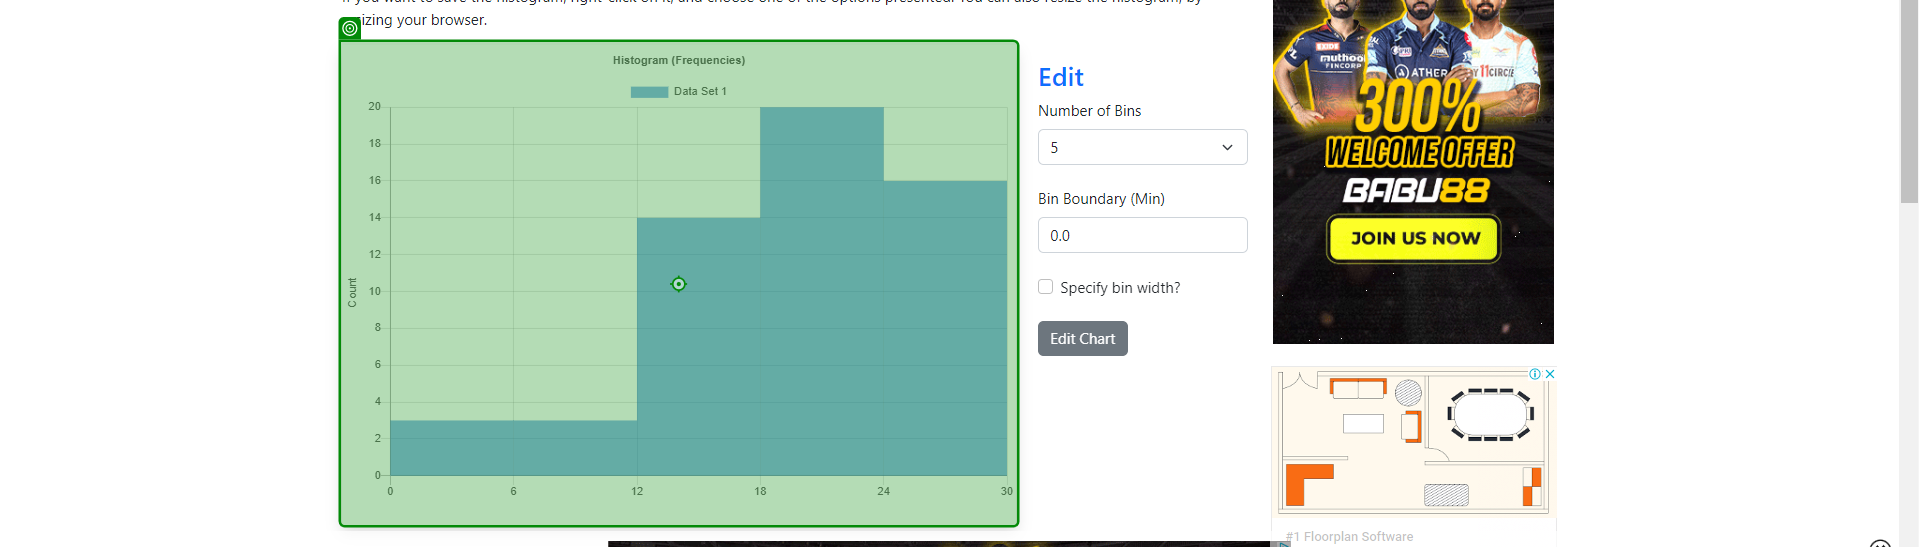 izing your browser.
Histogram (Frequencies)
Data Set 1
20
18
16
14
12
10
8
6
4
2
0
Count
0 6 12 18 24 30
Edit
Number of Bins
5
Bin Boundary (Min)
0.0
Specify bin width?
Edit Chart
EXIDE
muthoot
FINCORP
ATHER
11CIRCLE
300%
WELCOME OFFER
BABU88
JOIN US NOW
#1 Floorplan Software